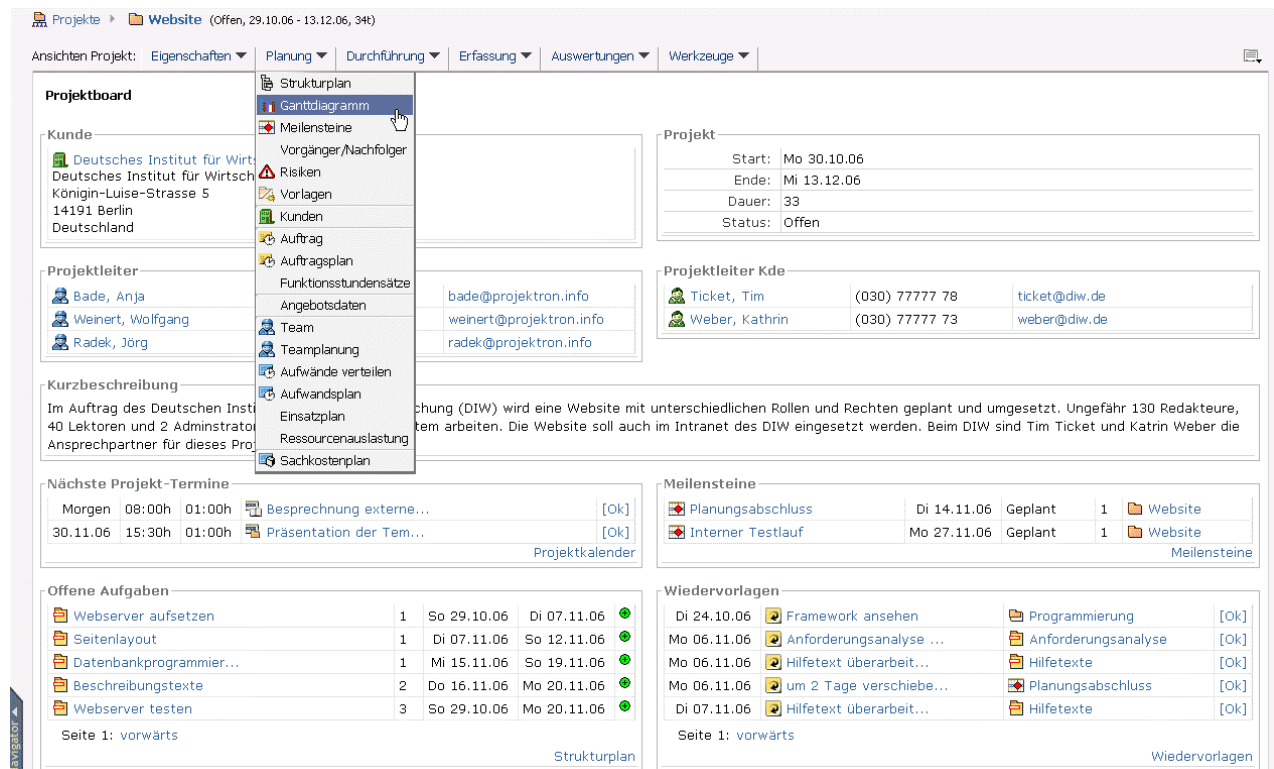 Projekte Website (Offen, 29.10.06 - 13.12.06, 34t)
Ansichten Projekt: Eigenschaften Planung Durchführung Erfassung Auswertungen Werkzeuge
Projektboard
Strukturplan
Ganttdiagramm
Meilensteine
Vorgänger/Nachfolger
Risiken
Vorlagen
Kunden
Auftrag
Auftragsplan
Funktionsstundensätze
Angebotsdaten
Team
Teamplanung
Aufwände verteilen
Aufwandsplan
Einsatzplan
Ressourcenauslastung
Sachkostenplan
Kunde
Deutsches Institut für Wirt
Deutsches Institut für Wirtsch
Königin-Luise-Strasse 5
14191 Berlin
Deutschland
Projekt
Start: Mo 30.10.06
Ende: Mi 13.12.06
Dauer: 33
Status: Offen
Projektleiter
Bade, Anja bade@projektron.info
Weinert, Wolfgang weinert@projektron.info
Radek, Jörg radek@projektron.info
Projektleiter Kde
Ticket, Tim (030) 77777 78 ticket@diw.de
Weber, Kathrin (030) 77777 73 weber@diw.de
Kurzbeschreibung
Im Auftrag des Deutschen Insti chung (DIW) wird eine Website mit unterschiedlichen Rollen und Rechten geplant und umgesetzt. Ungefähr 130 Redakteure,
40 Lektoren und 2 Adminstrator tem arbeiten. Die Website soll auch im Intranet des DIW eingesetzt werden. Beim DIW sind Tim Ticket und Katrin Weber die
Ansprechpartner für dieses Proj
Nächste Projekt-Termine
Morgen 08:00h 01:00h Besprechnung externe... [Ok]
30.11.06 15:30h 01:00h Präsentation der Tem... [Ok]
Projektkalender
Meilensteine
Planungsabschluss Di 14.11.06 Geplant 1 Website
Interner Testlauf Mo 27.11.06 Geplant 1 Website
Meilensteine
Offene Aufgaben
Webserver aufsetzen 1 So 29.10.06 Di 07.11.06
Seitenlayout 1 Di 07.11.06 So 12.11.06
Datenbankprogrammier... 1 Mi 15.11.06 So 19.11.06
Beschreibungstexte 2 Do 16.11.06 Mo 20.11.06
Webserver testen 3 So 29.10.06 Mo 20.11.06
Seite 1: vorwärts
Strukturplan
Wiedervorlagen
Di 24.10.06 Framework ansehen Programmierung [Ok]
Mo 06.11.06 Anforderungsanalyse ... Anforderungsanalyse [Ok]
Mo 06.11.06 Hilfetext überarbeit... Hilfetexte [Ok]
Mo 06.11.06 um 2 Tage verschiebe... Planungsabschluss [Ok]
Di 07.11.06 Hilfetext überarbeit... Hilfetexte [Ok]
Seite 1: vorwärts
Wiedervorlagen
avigator